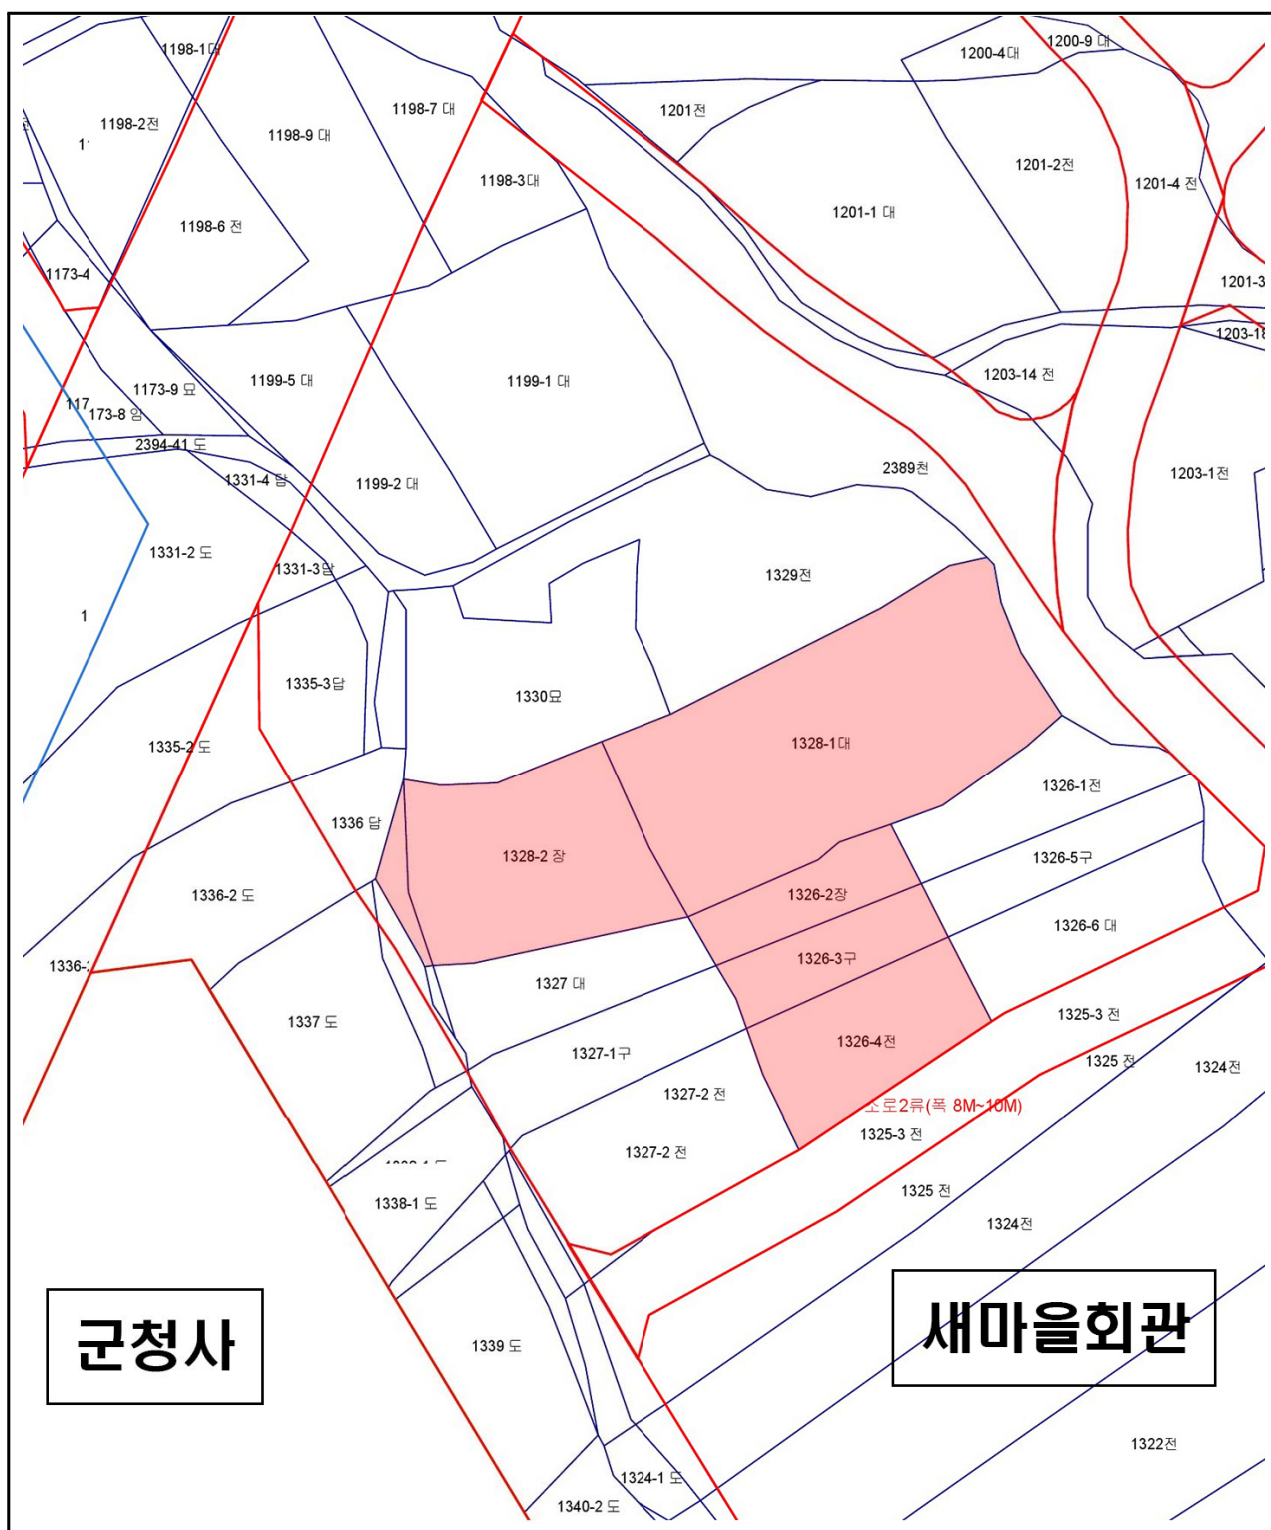 1198-1대
1200-4대
1200-9 대
1198-7 대
1201전
1198-2전
1198-9 대
1201-2전
1198-3대
1201-4 전
1201-1 대
1198-6 전
1173-4
1201-3
1203-18
1203-14 전
1199-5 대
1199-1 대
1173-9 묘
173-8 임
2394-41 도
2389천
1203-1전
1331-4 답
1199-2 대
1331-2 도
1331-3답
1329전
1335-3답
1330묘
1335-2 도
1328-1대
1326-1전
1336 답
1328-2 장
1326-5구
1336-2 도
1326-2장
1326-6 대
1336-
1326-3구
1327 대
1337 도
1325-3 전
1326-4전
1327-1구
1325 전
1324전
1327-2 전
소로2류(폭 8M~10M)
1325-3 전
1327-2 전
1338-1 도
1325 전
1324전
군청사
새마을회관
1339 도
1322전
1324-1 도
1340-2 도